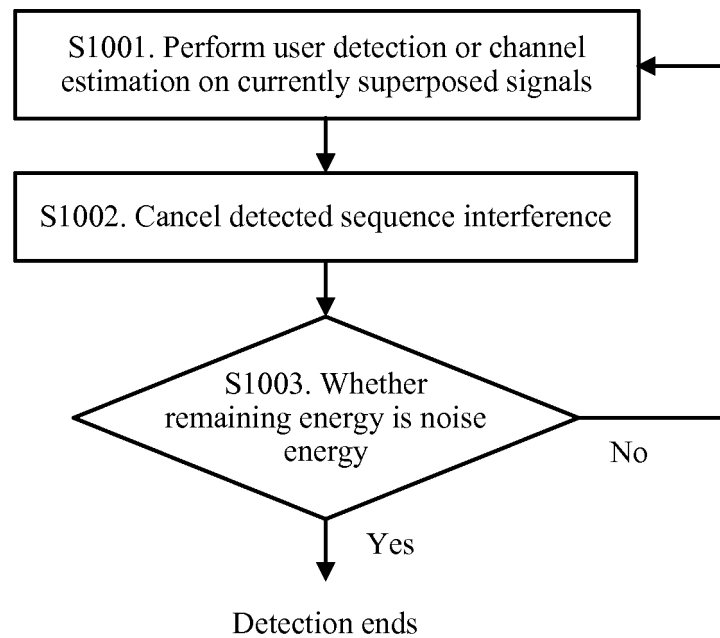 S1001. Perform user detection or channel
estimation on currently superposed signals
S1002. Cancel detected sequence interference
S1003. Whether
remaining energy is noise
energy
No
Yes
Detection ends